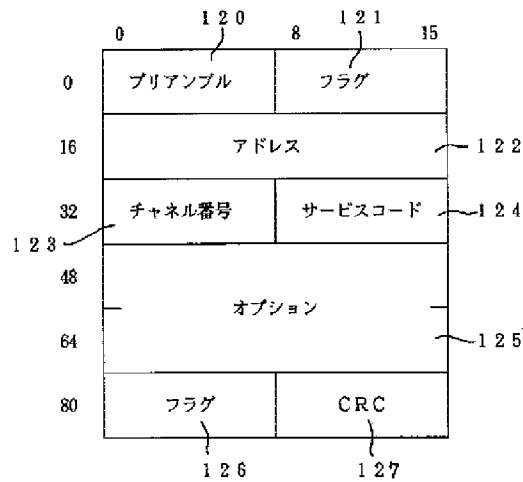 120 121
0 8 15
0 プリアンブル フラグ
16 アドレス 122
32 チャネル番号 サービスコード 124
123
48
オプション
64 125
80 フラグ CRC
126 127